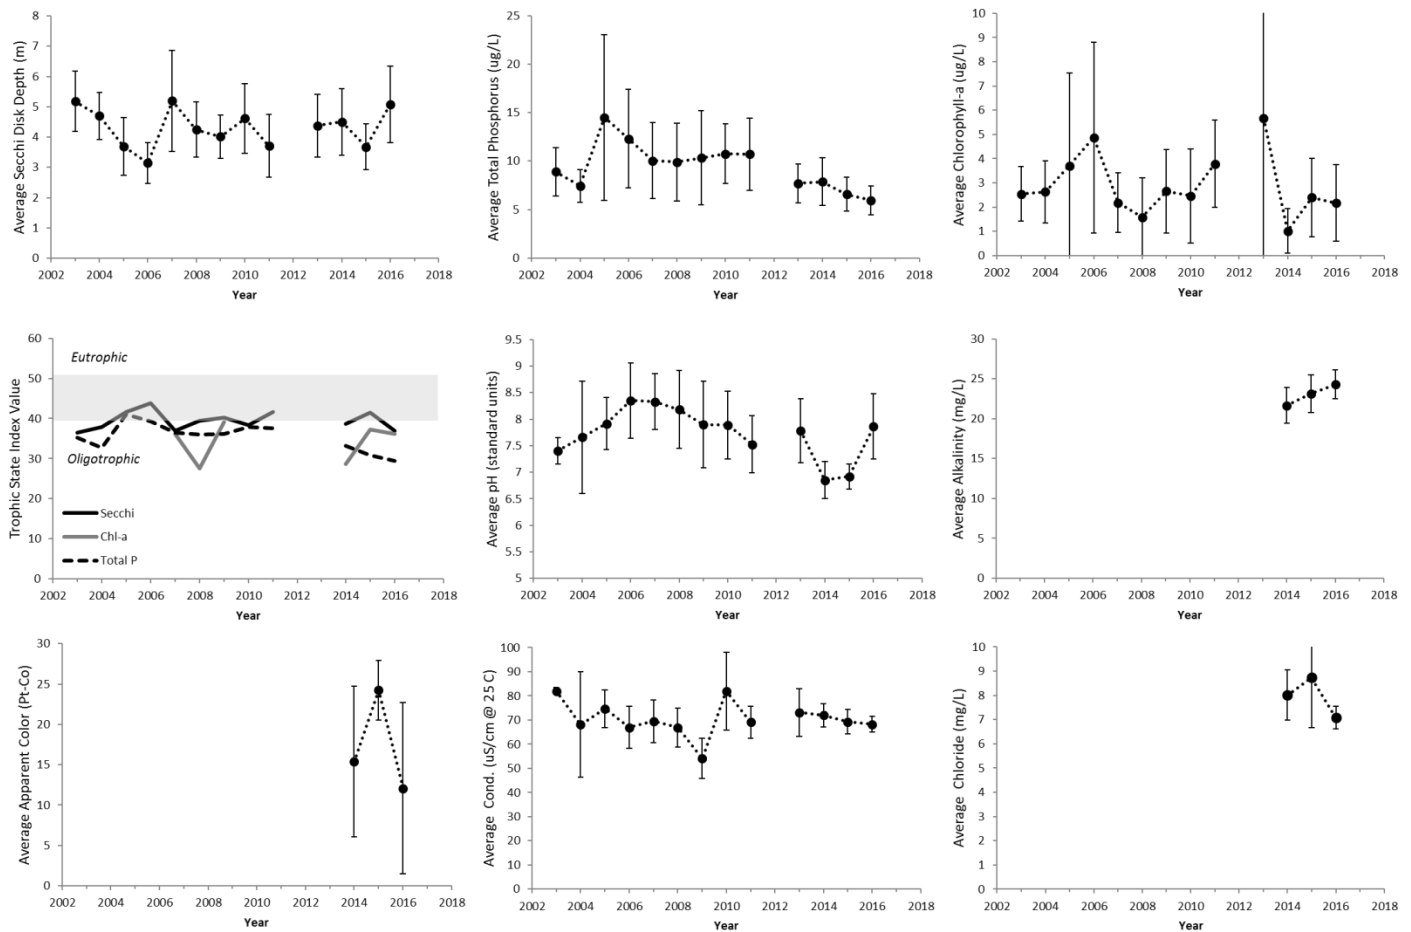 Average Secchi Disk Depth (m)
8
7
6
5
4
3
2
1
0
2002 2004 2006 2008 2010 2012 2014 2016 2018
Year
Average Total Phosphorus (ug/L)
25
20
15
10
5
0
2002 2004 2006 2008 2010 2012 2014 2016 2018
Year
Average Chlorophyll-a (ug/L)
10
9
8
7
6
5
4
3
2
1
0
2002 2004 2006 2008 2010 2012 2014 2016 2018
Year
Trophic State Index Value
60
50
40
30
20
10
0
Eutrophic
Oligotrophic
Secchi
Chl-a
Total P
2002 2004 2006 2008 2010 2012 2014 2016 2018
Year
Average pH (standard units)
9.5
9
8.5
8
7.5
7
6.5
6
5.5
5
2002 2004 2006 2008 2010 2012 2014 2016 2018
Year
Average Alkalinity (mg/L)
30
25
20
15
10
5
0
2002 2004 2006 2008 2010 2012 2014 2016 2018
Year
Average Apparent Color (Pt-Co)
30
25
20
15
10
5
0
2002 2004 2006 2008 2010 2012 2014 2016 2018
Year
Average Cond. (uS/cm @ 25 C)
100
90
80
70
60
50
40
30
20
10
0
2002 2004 2006 2008 2010 2012 2014 2016 2018
Year
Average Chloride (mg/L)
10
9
8
7
6
5
4
3
2
1
0
2002 2004 2006 2008 2010 2012 2014 2016 2018
Year